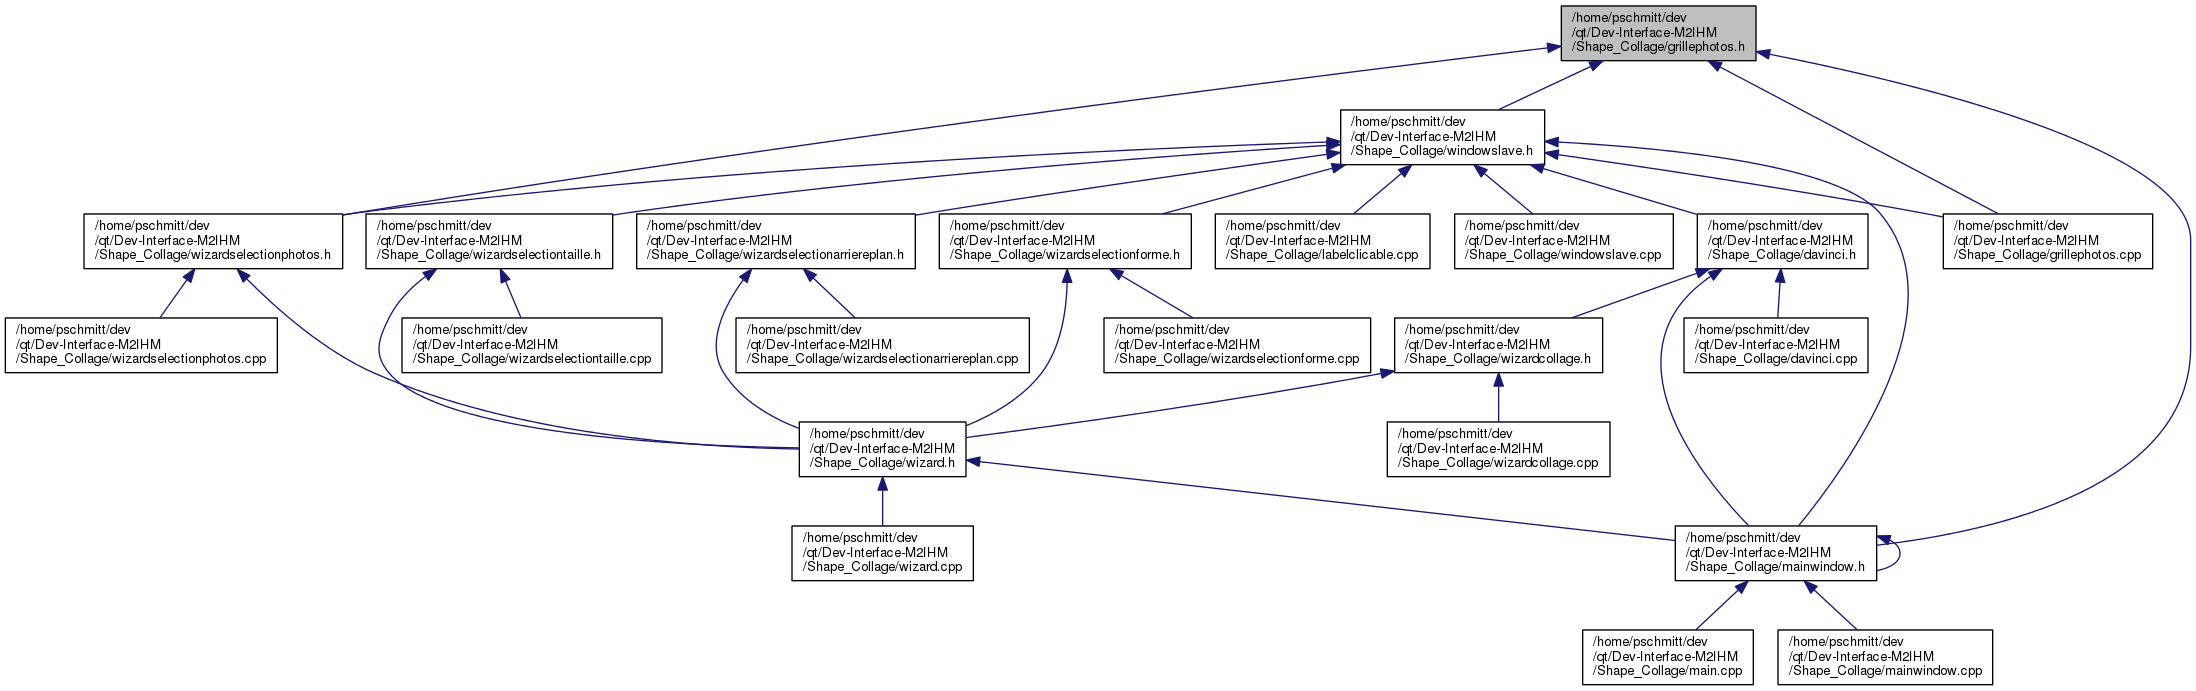 /home/pschmitt/dev
/qt/Dev-Interface-M2IHM
/Shape_Collage/grillephotos.h
/home/pschmitt/dev
/qt/Dev-Interface-M2IHM
/Shape_Collage/windowslave.h
/home/pschmitt/dev
/qt/Dev-Interface-M2IHM
/Shape_Collage/wizardselectionphotos.h
/home/pschmitt/dev
/qt/Dev-Interface-M2IHM
/Shape_Collage/wizardselectiontaille.h
/home/pschmitt/dev
/qt/Dev-Interface-M2IHM
/Shape_Collage/wizardselectionarriereplan.h
/home/pschmitt/dev
/qt/Dev-Interface-M2IHM
/Shape_Collage/wizardselectionforme.h
/home/pschmitt/dev
/qt/Dev-Interface-M2IHM
/Shape_Collage/labelclicable.cpp
/home/pschmitt/dev
/qt/Dev-Interface-M2IHM
/Shape_Collage/windowslave.cpp
/home/pschmitt/dev
/qt/Dev-Interface-M2IHM
/Shape_Collage/davinci.h
/home/pschmitt/dev
/qt/Dev-Interface-M2IHM
/Shape_Collage/grillephotos.cpp
/home/pschmitt/dev
/qt/Dev-Interface-M2IHM
/Shape_Collage/wizardselectionphotos.cpp
/home/pschmitt/dev
/qt/Dev-Interface-M2IHM
/Shape_Collage/wizardselectiontaille.cpp
/home/pschmitt/dev
/qt/Dev-Interface-M2IHM
/Shape_Collage/wizardselectionarriereplan.cpp
/home/pschmitt/dev
/qt/Dev-Interface-M2IHM
/Shape_Collage/wizardselectionforme.cpp
/home/pschmitt/dev
/qt/Dev-Interface-M2IHM
/Shape_Collage/wizardcollage.h
/home/pschmitt/dev
/qt/Dev-Interface-M2IHM
/Shape_Collage/davinci.cpp
/home/pschmitt/dev
/qt/Dev-Interface-M2IHM
/Shape_Collage/wizard.h
/home/pschmitt/dev
/qt/Dev-Interface-M2IHM
/Shape_Collage/wizardcollage.cpp
/home/pschmitt/dev
/qt/Dev-Interface-M2IHM
/Shape_Collage/wizard.cpp
/home/pschmitt/dev
/qt/Dev-Interface-M2IHM
/Shape_Collage/mainwindow.h
/home/pschmitt/dev
/qt/Dev-Interface-M2IHM
/Shape_Collage/main.cpp
/home/pschmitt/dev
/qt/Dev-Interface-M2IHM
/Shape_Collage/mainwindow.cpp